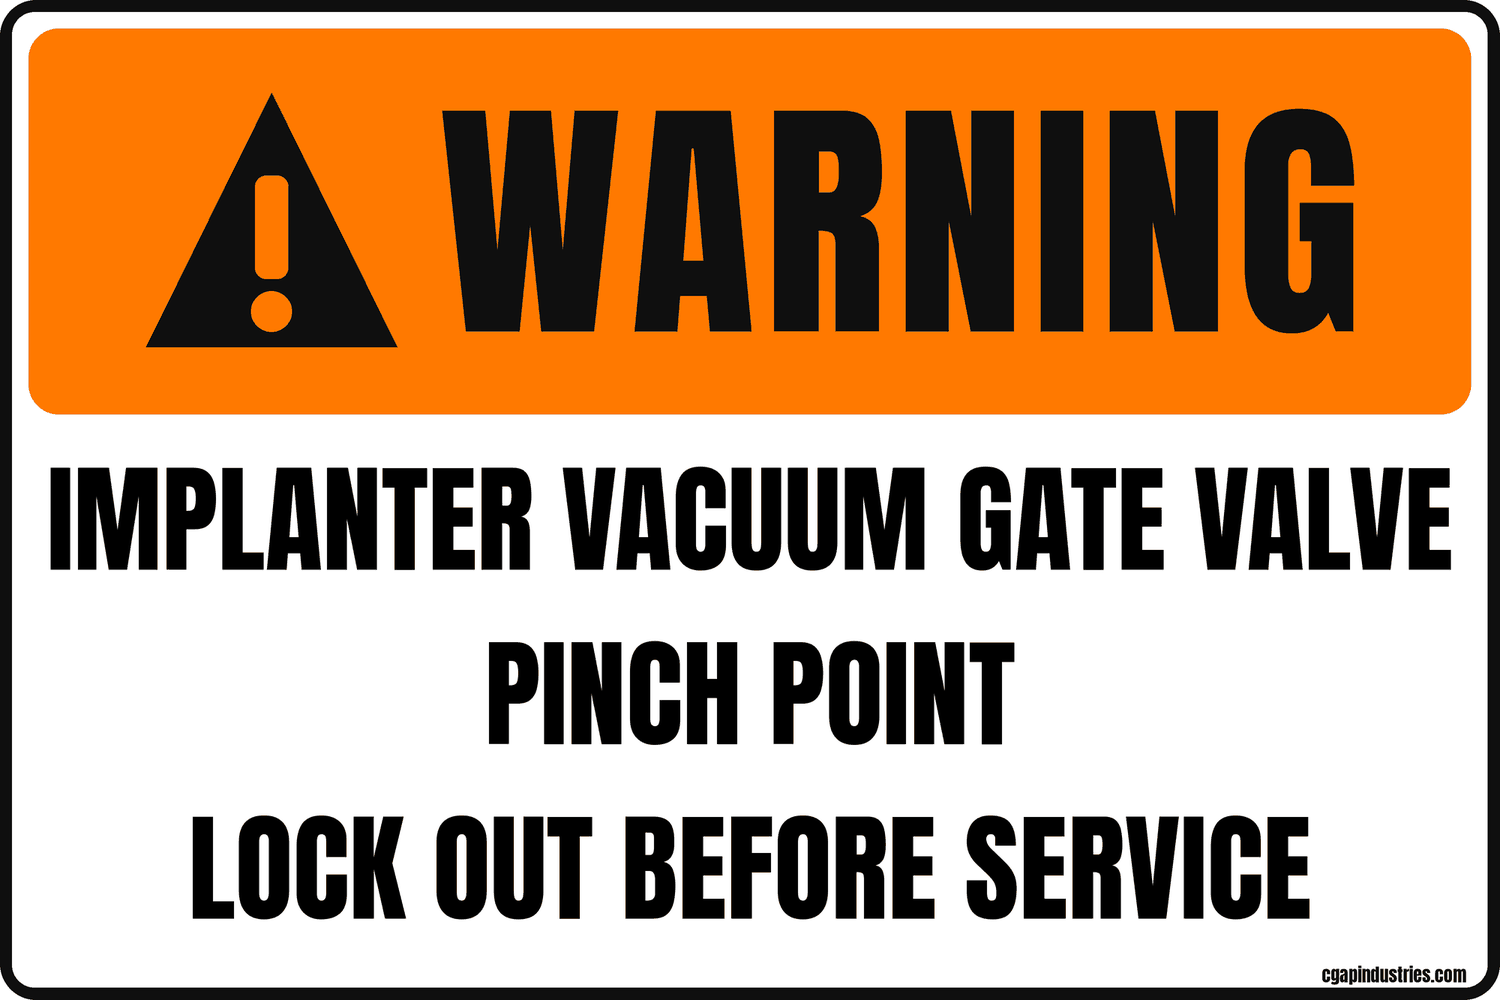 WARNING
IMPLANTER VACUUM GATE VALVE
PINCH POINT
LOCK OUT BEFORE SERVICE
cgapindustries.com